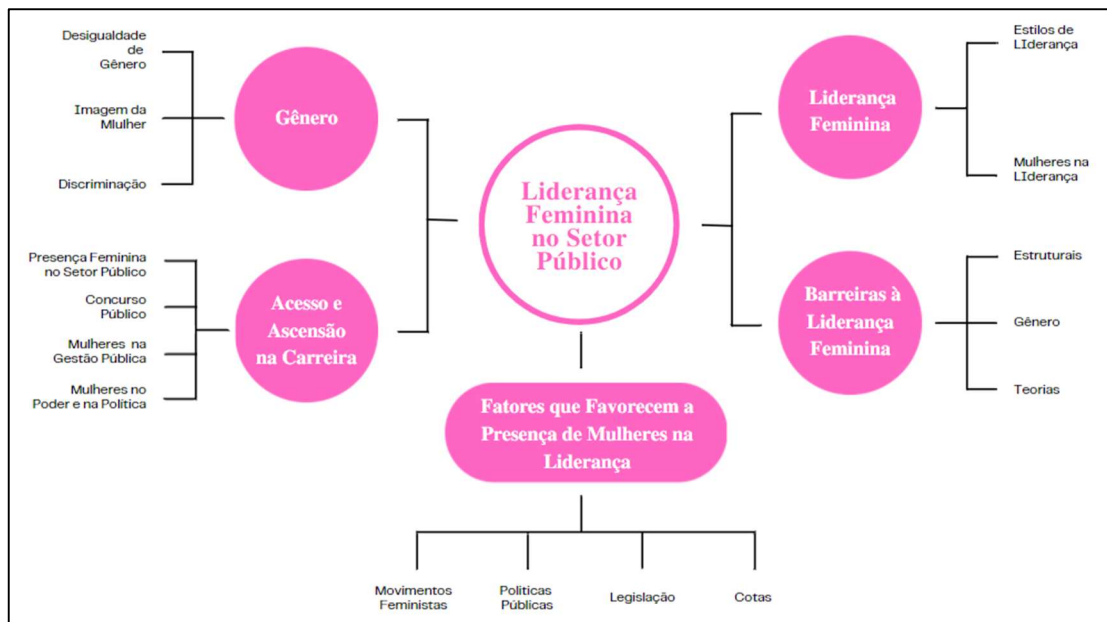 Desigualdade
de
Gênero
Imagem da
Mlulher
Discriminação
Gênero
Presença Feminina
no Setor Público
Concurso
Público
Mulheres na
Gestão Pública
Mulheres no
Poder e na Política
Acesso e
Ascensão
na Carreira
Liderança
Feminina
no Setor
Público
Liderança
Feminina
Estilos de
LIderança
Mulheres na
LIderança
Barreiras à
Liderança
Feminina
Estruturais
Gênero
Teorias
Fatores que Favorecem a
Presença de Mulheres na
Liderança
Movimentos
Feministas
Politicas
Públicas
Legislação
Cotas